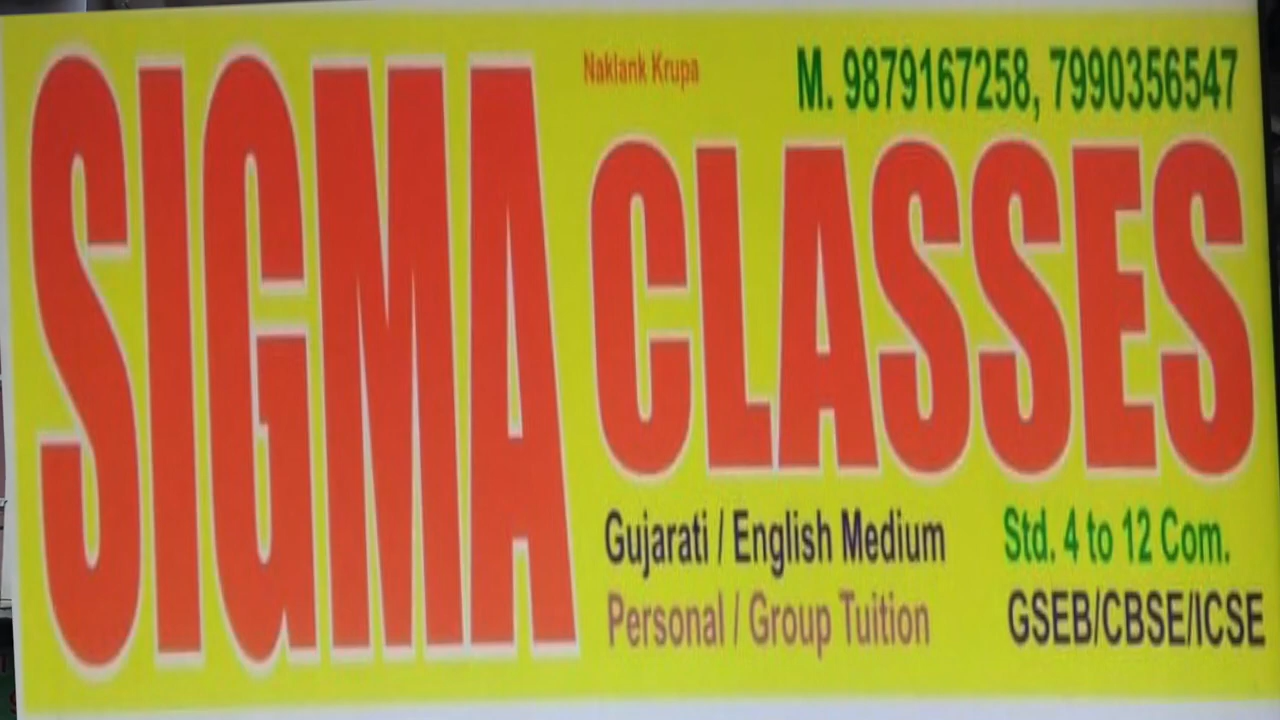 Naklank Krupa
M. 9879167258, 7990356547
SIGMA CLASSES
Gujarati / English Medium
Std. 4 to 12 Com.
Personal / Group Tuition
GSEB/CBSE/ICSE